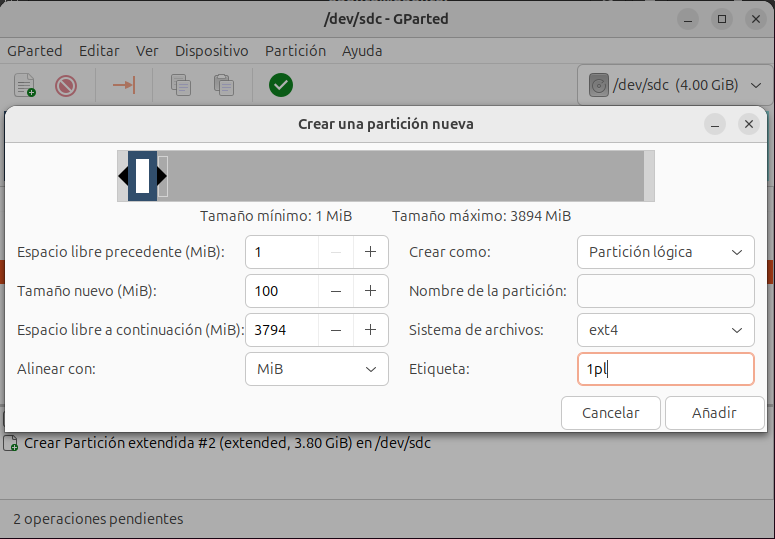 /dev/sdc - GParted
GParted Editar Ver Dispositivo Partición Ayuda
/dev/sdc (4.00 GiB)
Crear una partición nueva
Tamaño mínimo: 1 MiB Tamaño máximo: 3894 MiB
Espacio libre precedente (MiB): 1 Crear como: Partición lógica
Tamaño nuevo (MiB): 100 Nombre de la partición:
Espacio libre a continuación (MiB): 3794 Sistema de archivos: ext4
Alinear con: MiB Etiqueta: 1pl
Cancelar Añadir
Crear Partición extendida #2 (extended, 3.80 GiB) en /dev/sdc
2 operaciones pendientes